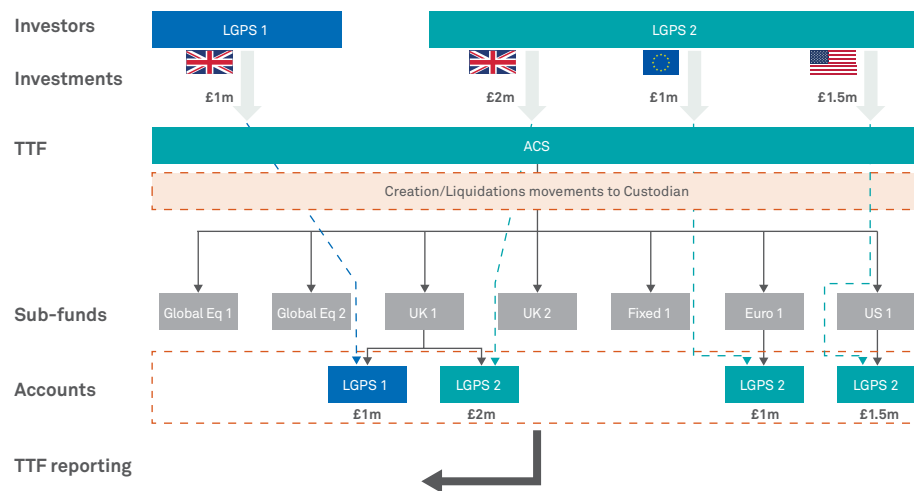 Investors
LGPS 1
LGPS 2
Investments
£1m
£2m
£1m
£1.5m
TTF
ACS
Creation/Liquidations movements to Custodian
Sub-funds
Global Eq 1
Global Eq 2
UK 1
UK 2
Fixed 1
Euro 1
US 1
Accounts
LGPS 1
LGPS 2
LGPS 2
LGPS 2
£1m
£2m
£1m
£1.5m
TTF reporting